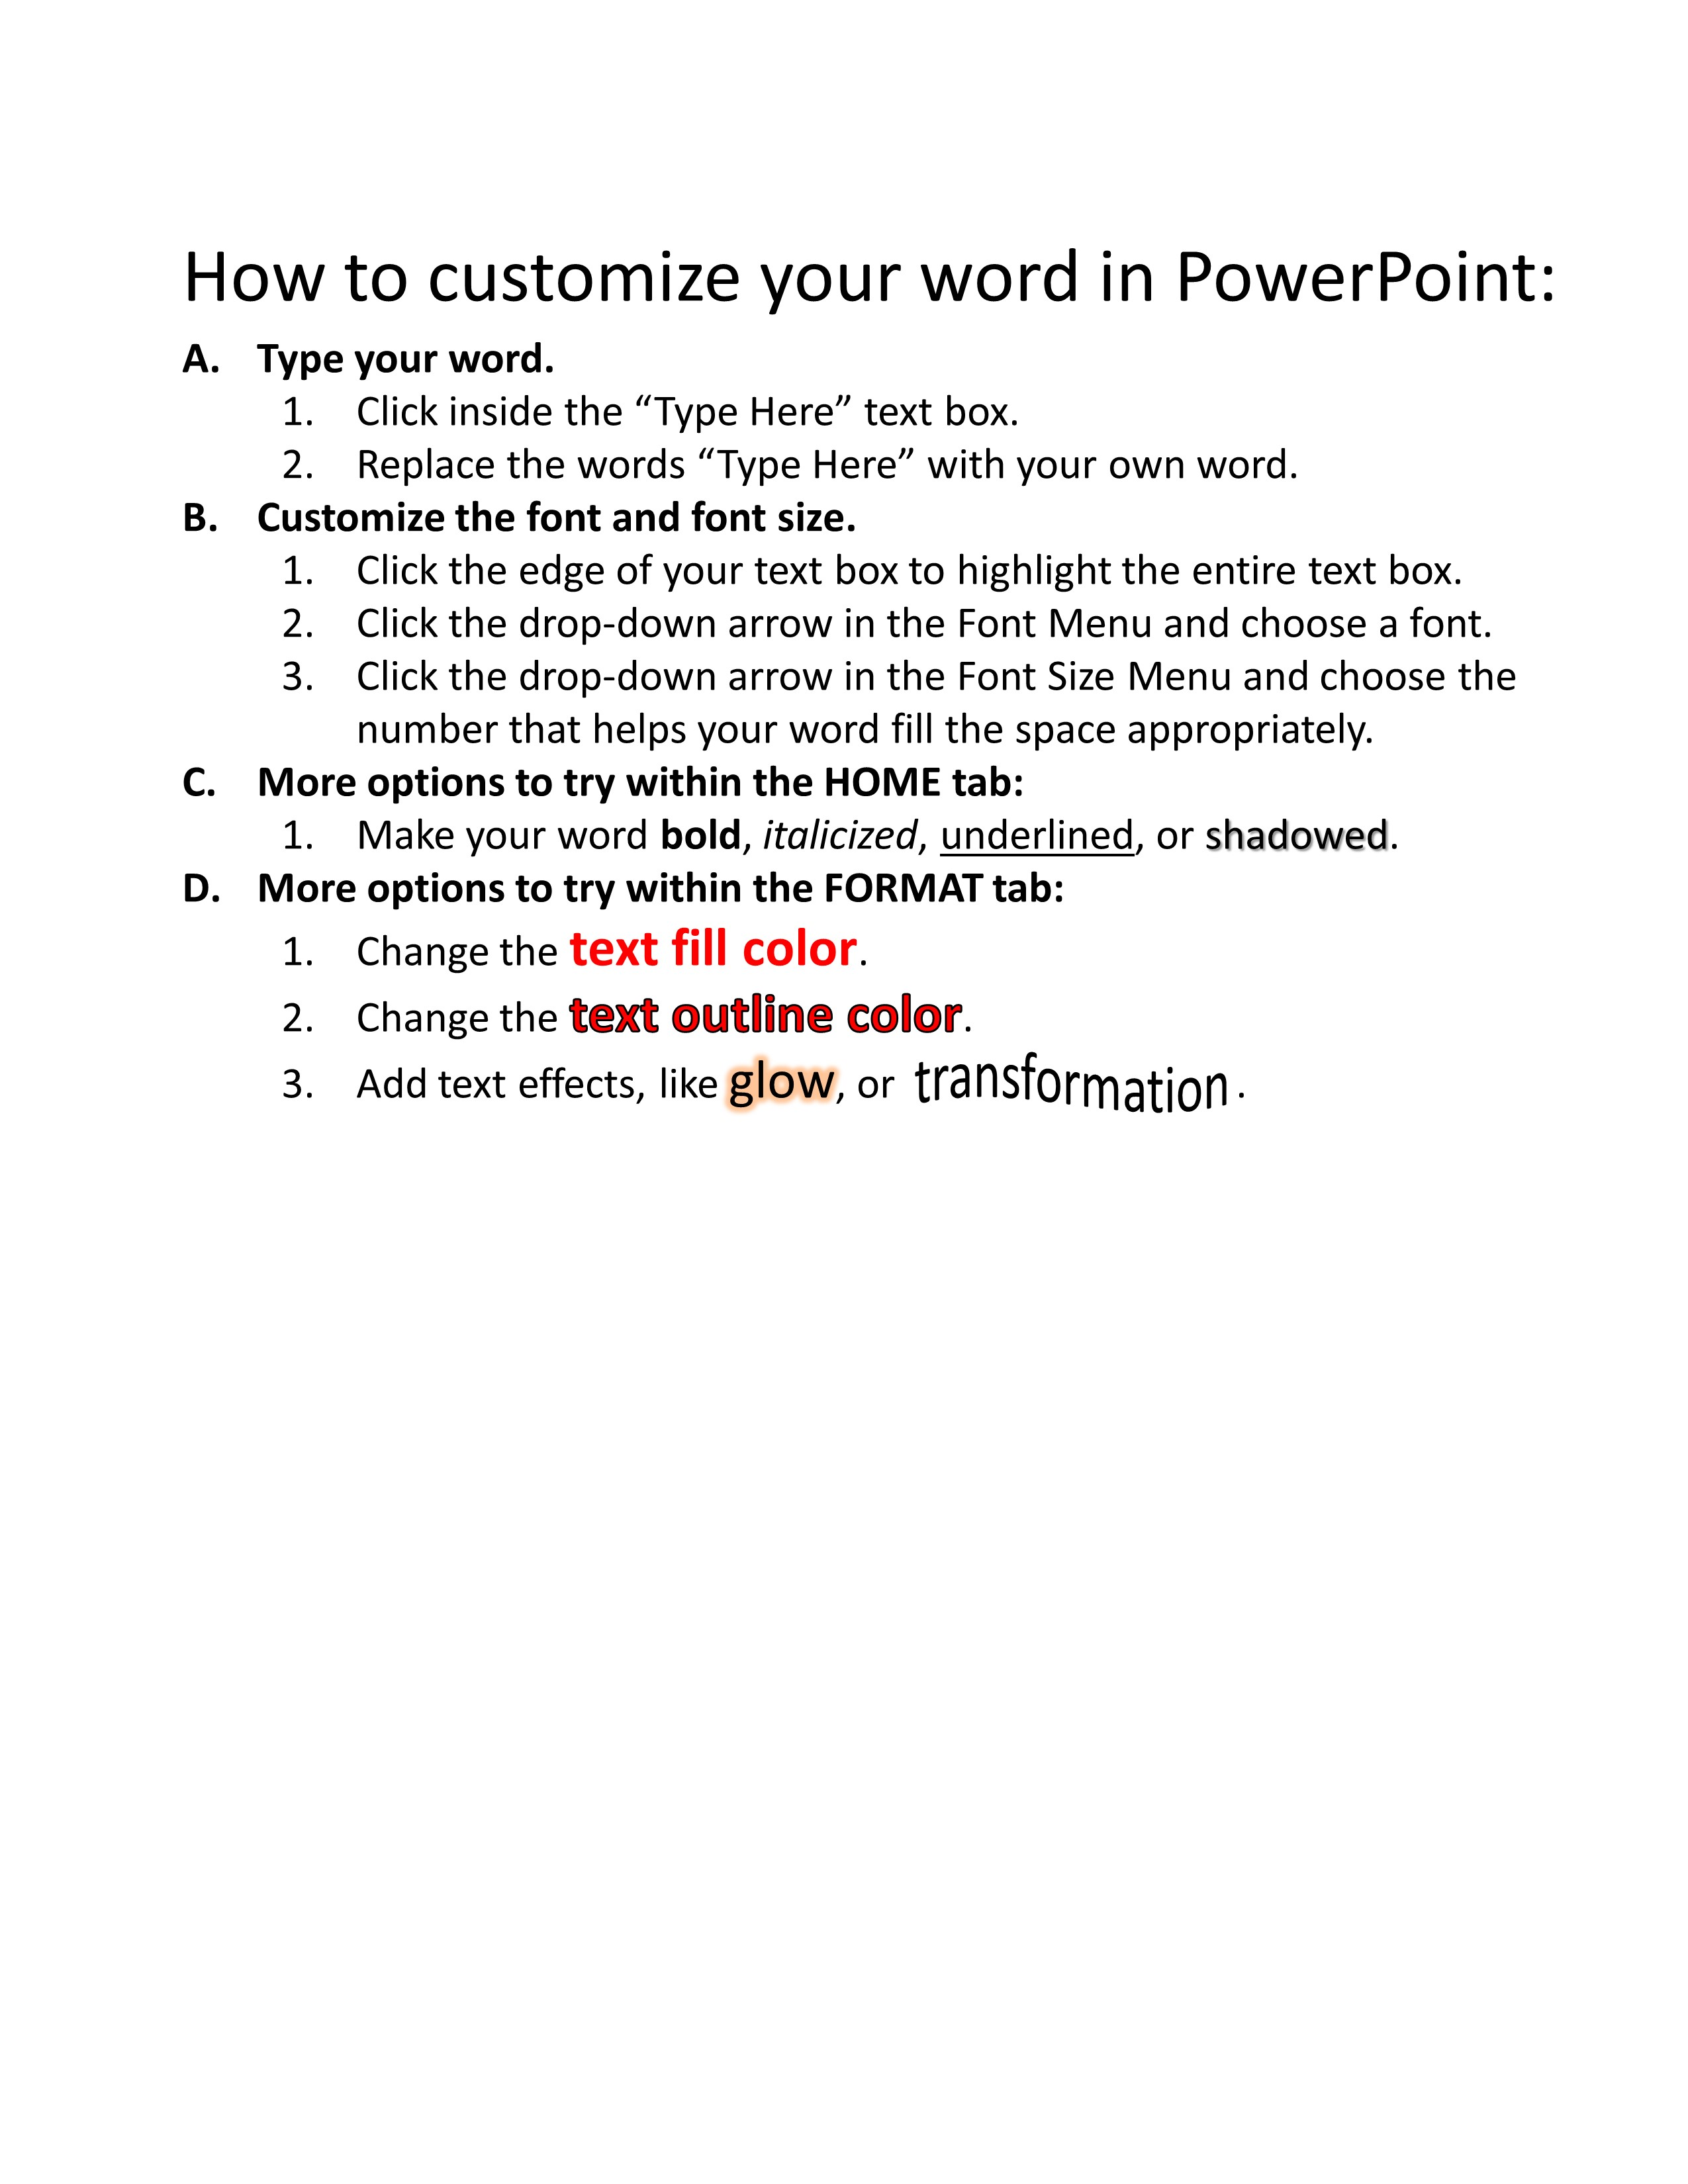 How to customize your word in PowerPoint:
A. Type your word.
1. Click inside the “Type Here” text box.
2. Replace the words “Type Here” with your own word.
B. Customize the font and font size.
1. Click the edge of your text box to highlight the entire text box.
2. Click the drop-down arrow in the Font Menu and choose a font.
3. Click the drop-down arrow in the Font Size Menu and choose the
number that helps your word fill the space appropriately.
C. More options to try within the HOME tab:
1. Make your word bold, italicized, underlined, or shadowed.
D. More options to try within the FORMAT tab:
1. Change the text fill color.
2. Change the text outline color.
3. Add text effects, like glow, or transformation .